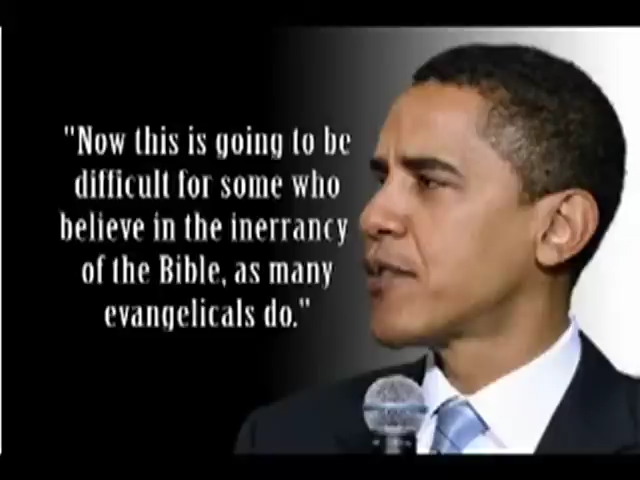 "Now this is going to be
difficult for some who
believe in the inerrancy
of the Bible, as many
evangelicals do."